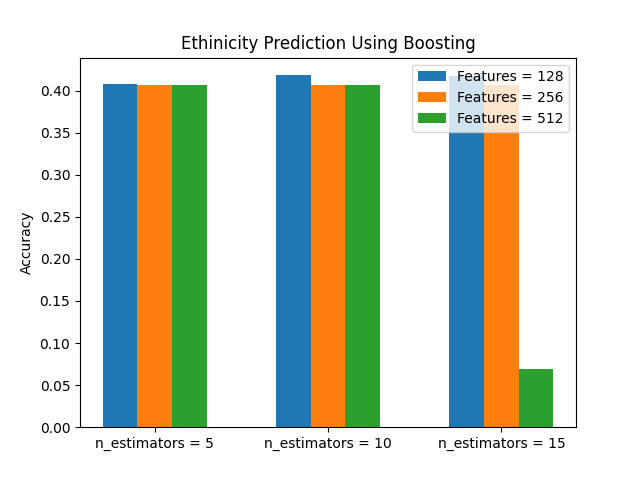 Ethinicity Prediction Using Boosting
Features = 128
Features = 256
Features = 512
Accuracy
0.40
0.35
0.30
0.25
0.20
0.15
0.10
0.05
0.00
n_estimators = 5
n_estimators = 10
n_estimators = 15